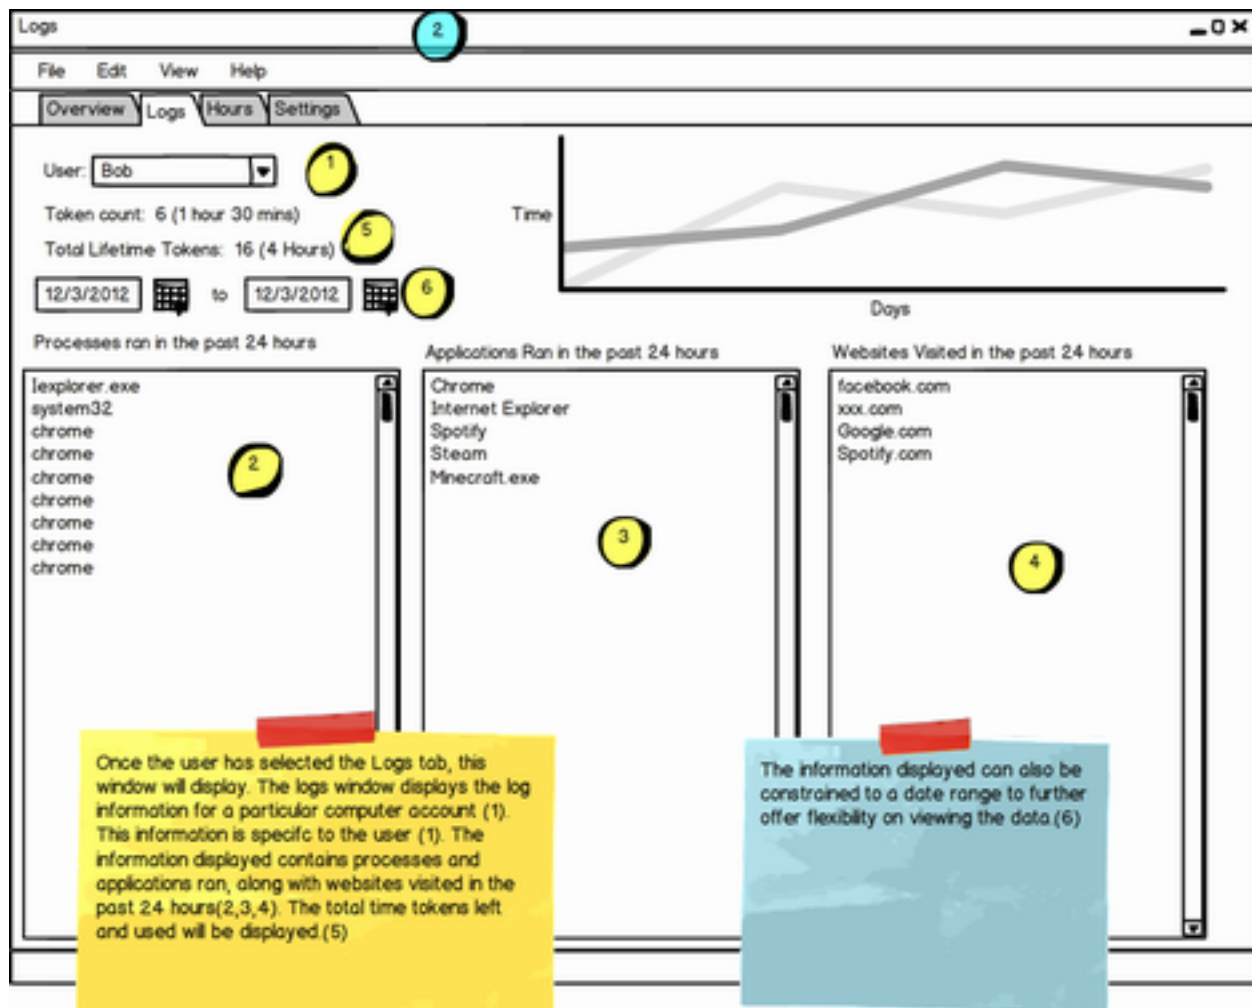 Logs
2
File Edit View Help
Overview Logs Hours Settings
User: Bob
1
Token count: 6 (1 hour 30 mins)
Total Lifetime Tokens: 16 (4 Hours)
5
12/3/2012 to 12/3/2012
6
Time
Days
Processes ran in the past 24 hours
Iexplorer.exe
system32
chrome
chrome
chrome
chrome
chrome
chrome
chrome
2
Applications Ran in the past 24 hours
Chrome
Internet Explorer
Spotify
Steam
Minecraft.exe
3
Websites Visited in the past 24 hours
facebook.com
xxx.com
Google.com
Spotify.com
4
Once the user has selected the Logs tab, this
window will display. The logs window displays the log
information for a particular computer account (1).
This information is specifc to the user (1). The
information displayed contains processes and
applications ran, along with websites visited in the
past 24 hours(2,3,4). The total time tokens left
and used will be displayed.(5)
The information displayed can also be
constrained to a date range to further
offer flexibility on viewing the data.(6)